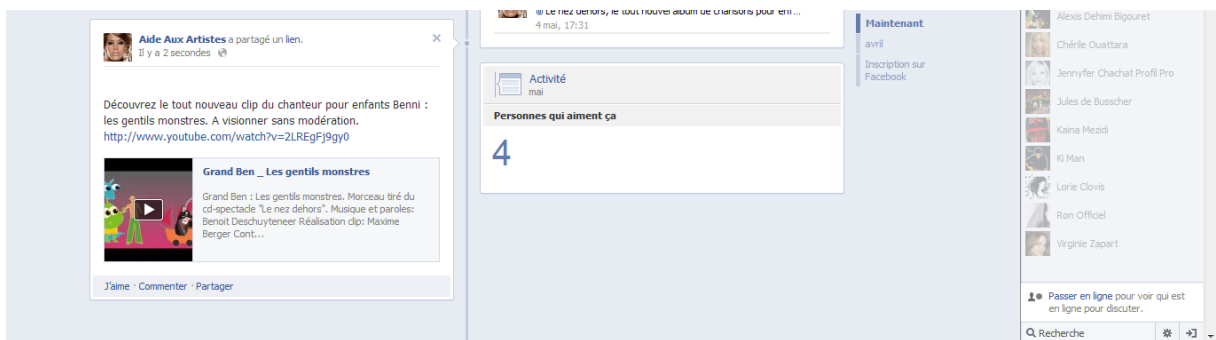 Aide Aux Artistes a partagé un lien.
Il y a 2 secondes
Découvrez le tout nouveau clip du chanteur pour enfants Benni :
les gentils monstres. A visionner sans modération.
http://www.youtube.com/watch?v=2LREgFj9gy0
Grand Ben _ Les gentils monstres
Grand Ben : Les gentils monstres. Morceau tiré du
cd-spectacle "Le nez dehors". Musique et paroles:
Benoit Deschuyteneer Réalisation clip: Maxime
Berger Cont...
J'aime · Commenter · Partager
Le nez dehors, le tout nouvel album de chansons pour enf...
4 mai, 17:31
Activité
mai
Personnes qui aiment ça
4
Maintenant
avril
Inscription sur
Facebook
Alexis Dehimi Bigouret
Chérile Ouattara
Jennyfer Chachat Profil Pro
Jules de Busscher
Kaina Mezidi
Ki Man
Lorie Clovis
Ron Officiel
Virginie Zapart
Passer en ligne pour voir qui est
en ligne pour discuter.
Recherche